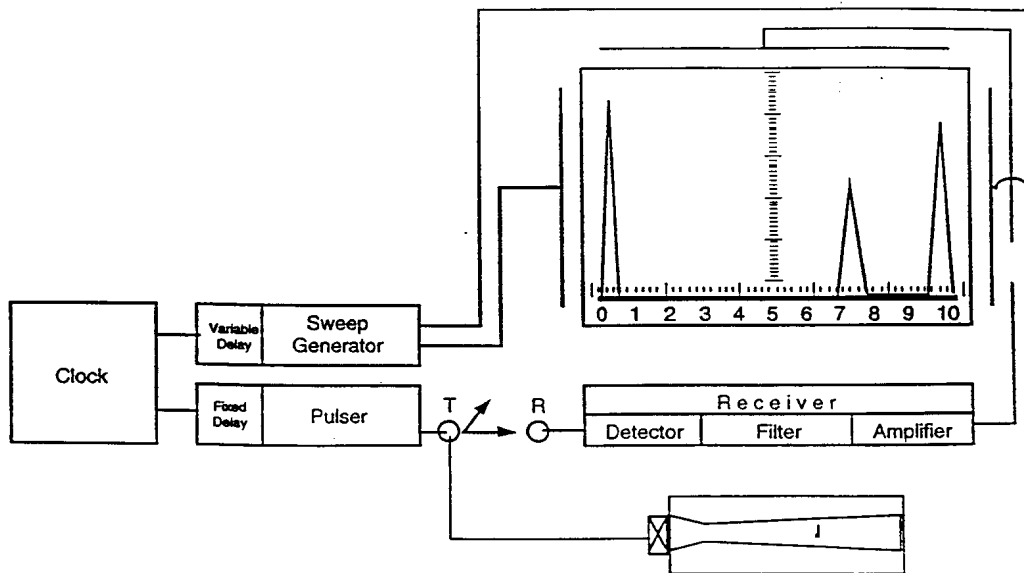 0 1 2 3 4 5 6 7 8 9 10
Variable
Delay
Sweep
Generator
Clock
Fixed
Delay
Pulser
T
R
Receiver
Detector
Filter
Amplifier